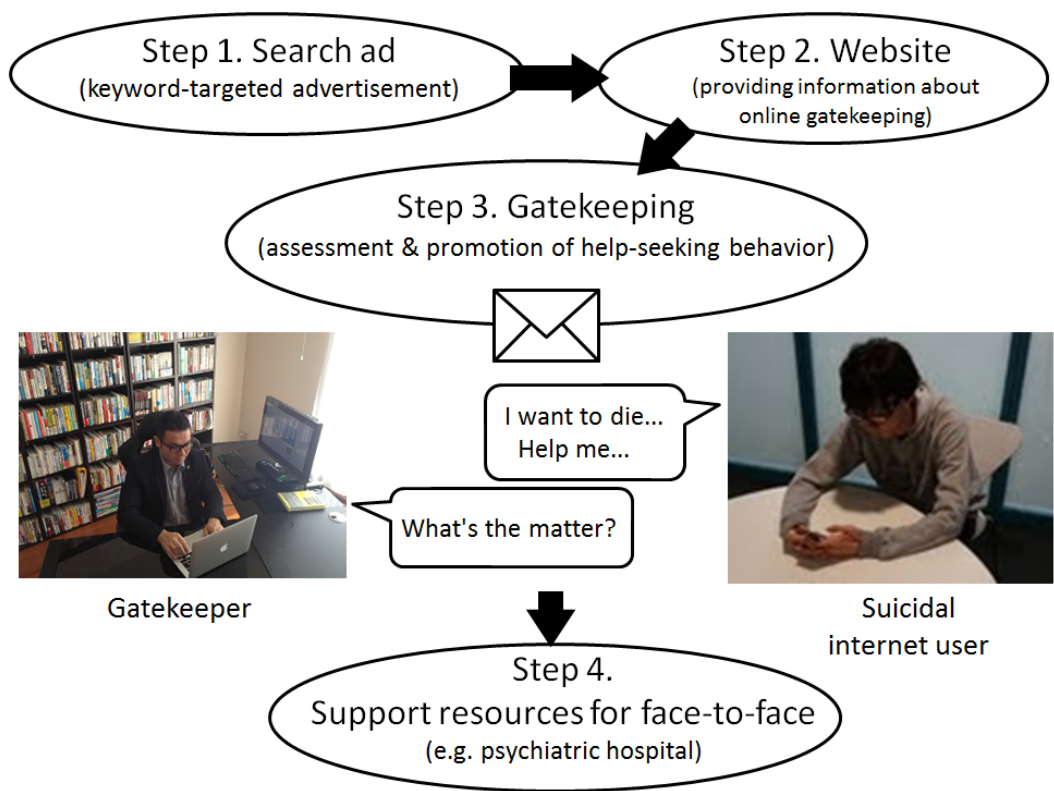 Step 1. Search ad
(keyword-targeted advertisement)
Step 2. Website
(providing information about
online gatekeeping)
Step 3. Gatekeeping
(assessment & promotion of help-seeking behavior)
I want to die...
Help me...
What's the matter?
Gatekeeper
Suicidal
internet user
Step 4.
Support resources for face-to-face
(e.g. psychiatric hospital)